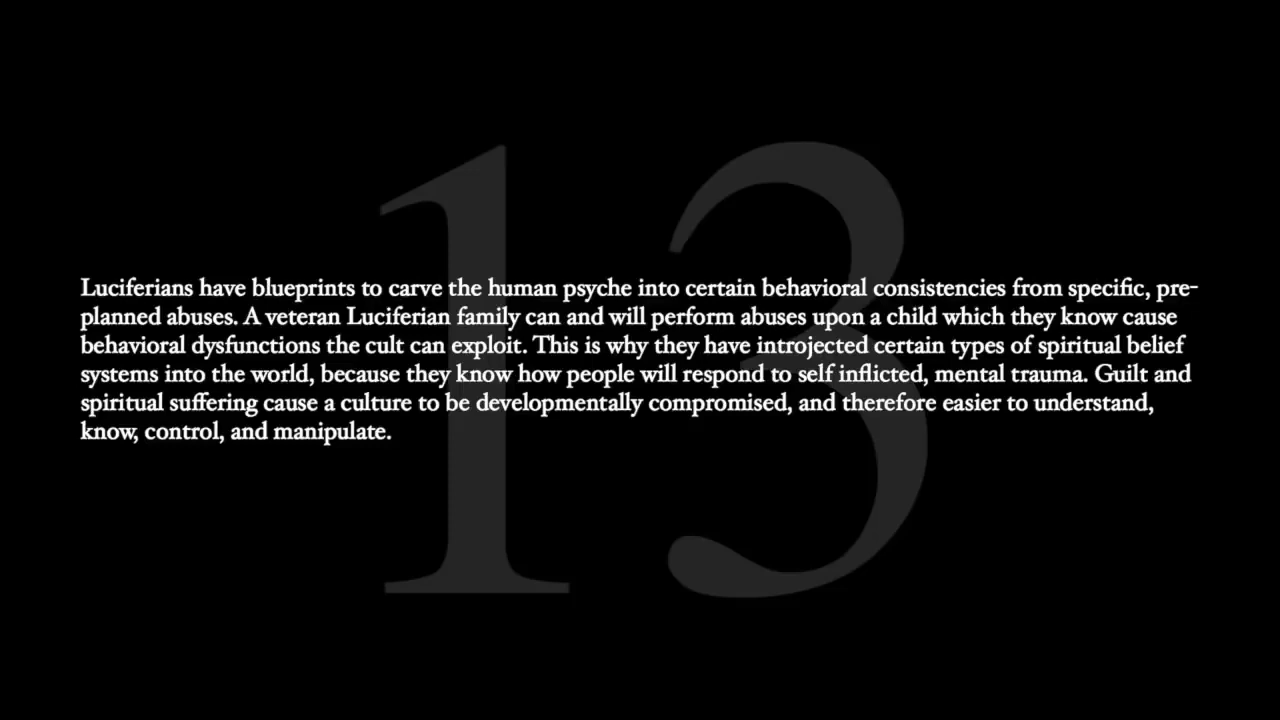 13
Luciferians have blueprints to carve the human psyche into certain behavioral consistencies from specific, pre-
planned abuses. A veteran Luciferian family can and will perform abuses upon a child which they know cause
behavioral dysfunctions the cult can exploit. This is why they have introjected certain types of spiritual belief
systems into the world, because they know how people will respond to self inflicted, mental trauma. Guilt and
spiritual suffering cause a culture to be developmentally compromised, and therefore easier to understand,
know, control, and manipulate.